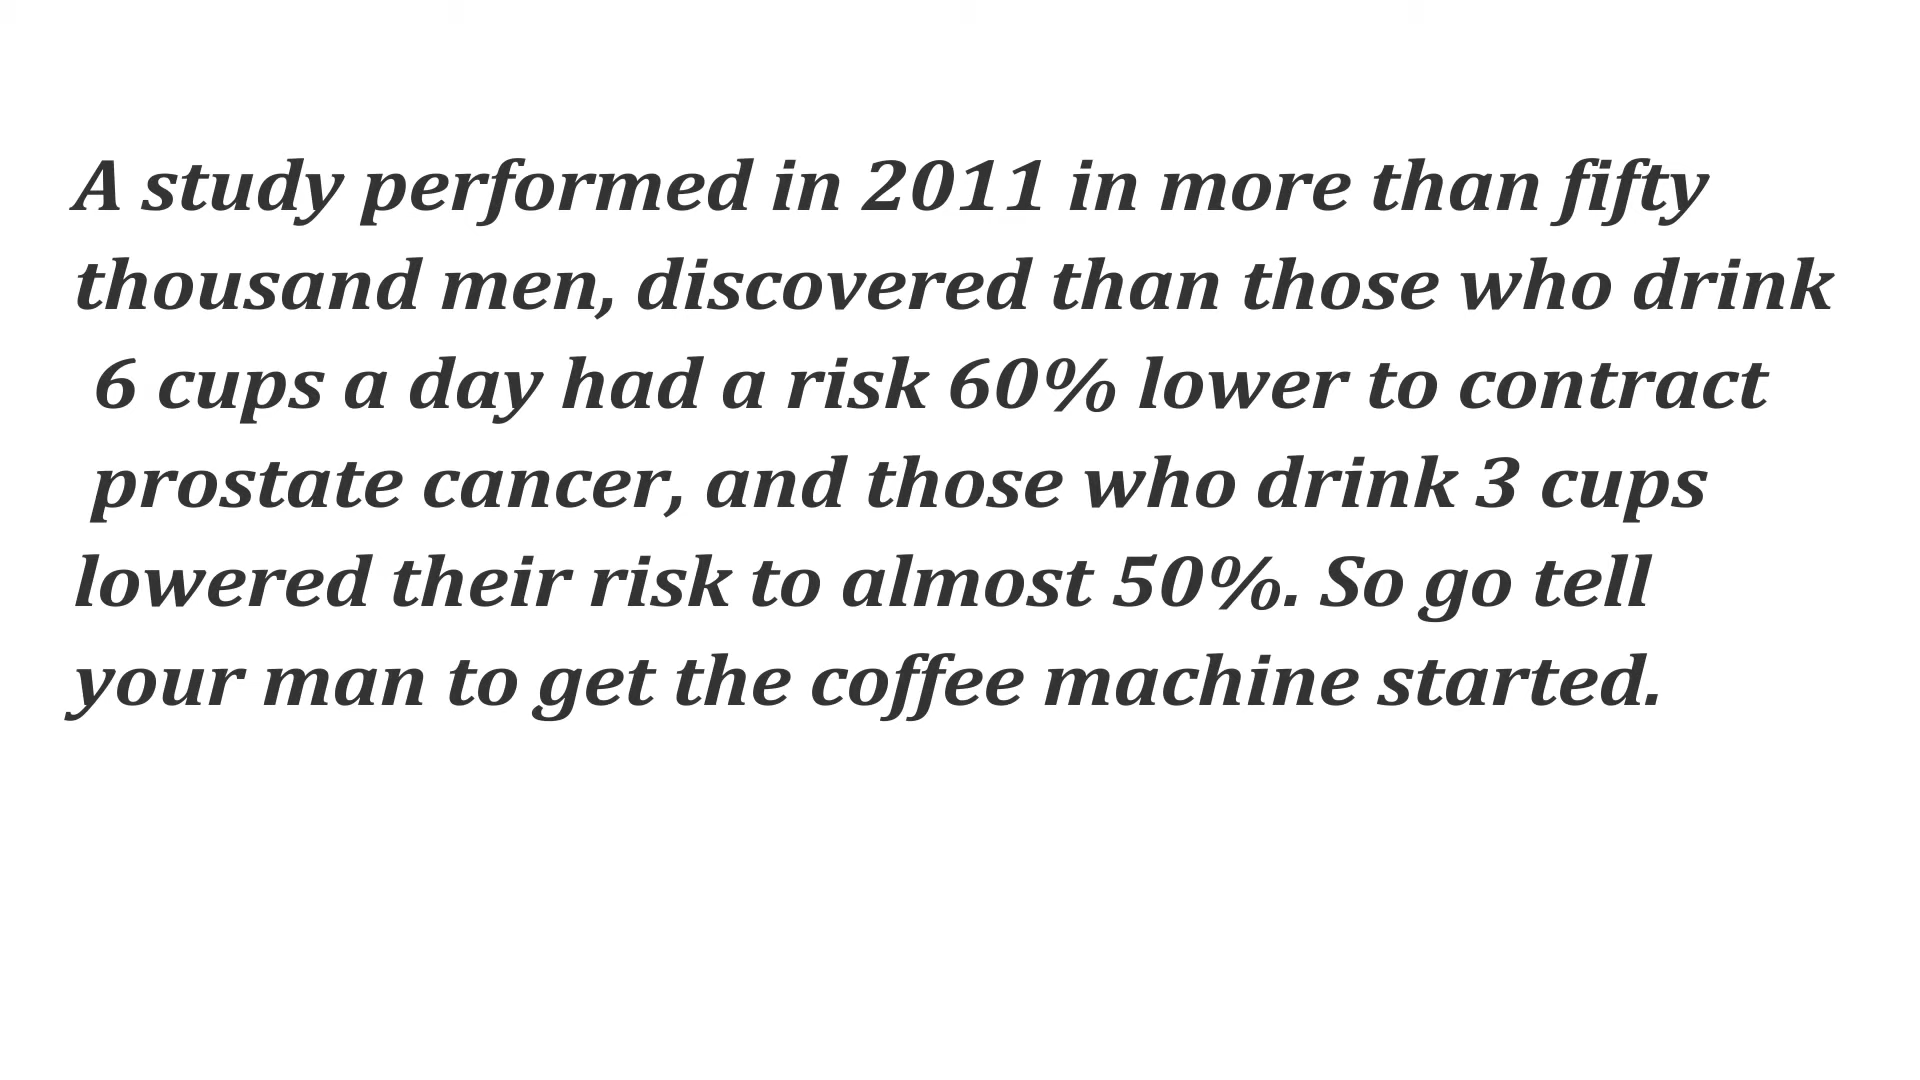 A study performed in 2011 in more than fifty
thousand men, discovered than those who drink
6 cups a day had a risk 60% lower to contract
prostate cancer, and those who drink 3 cups
lowered their risk to almost 50%. So go tell
your man to get the coffee machine started.